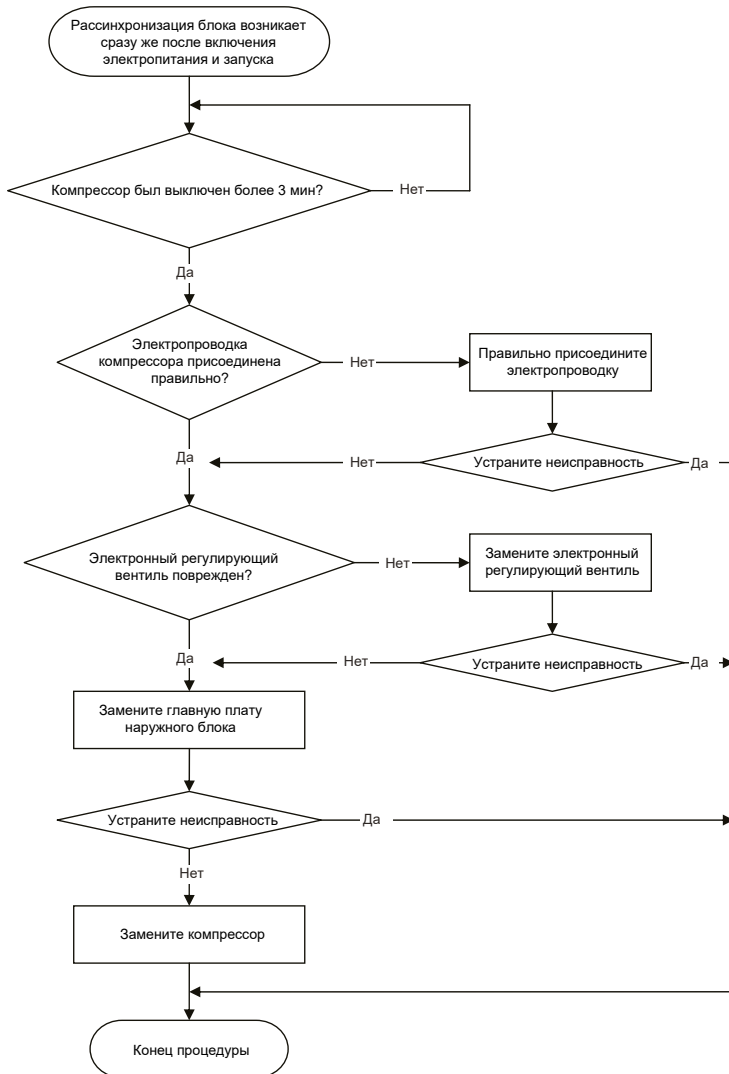 Рассинхронизация блока возникает
сразу же после включения
электропитания и запуска
Компрессор был выключен более 3 мин?
Нет
Да
Электропроводка
компрессора присоединена
правильно?
Нет
Правильно присоедините
электропроводку
Да
Нет
Устраните неисправность
Да
Электронный регулирующий
вентиль поврежден?
Нет
Замените электронный
регулирующий вентиль
Да
Нет
Устраните неисправность
Да
Замените главную плату
наружного блока
Устраните неисправность
Да
Нет
Замените компрессор
Конец процедуры